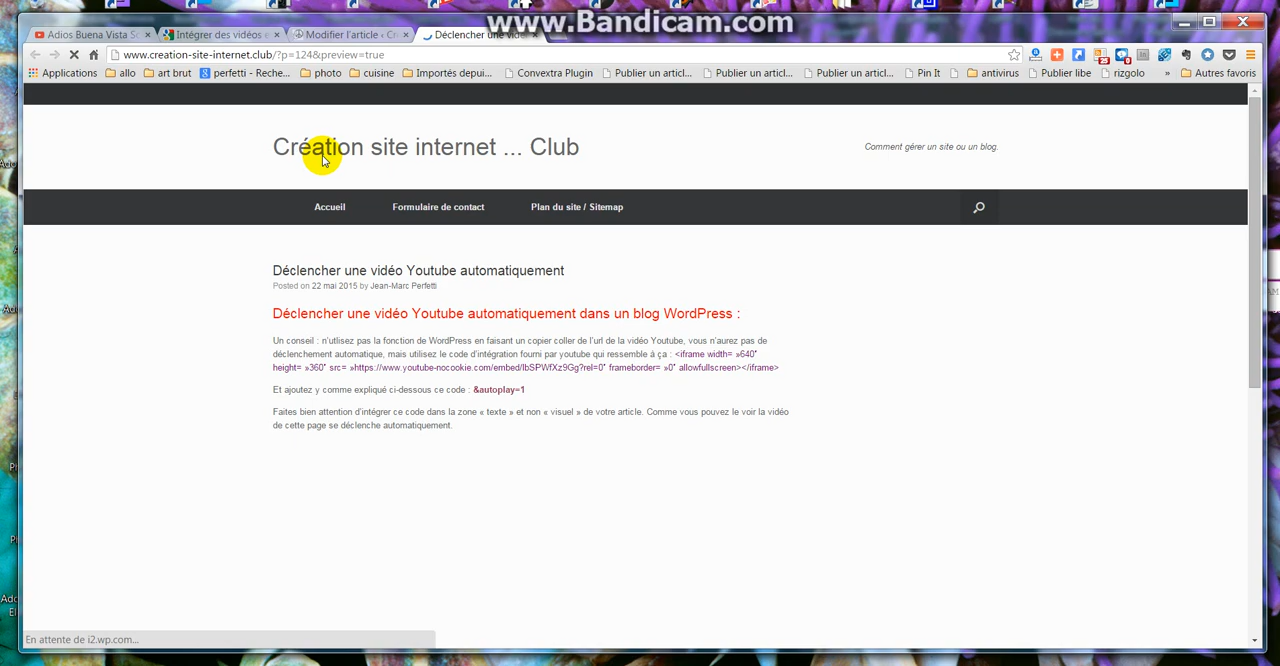 www.Bandicam.com
Adios Buena Vista S
Intégrer des vidéos e
Modifier l'article ‹ Cr
Déclencher une vidé
www.creation-site-internet.club/?p=124&preview=true
Applications allo art brut perfetti - Reche... photo cuisine Importés depui... Convextra Plugin Publier un articl... Publier un articl... Publier un articl... Pin It antivirus Publier libe rizgolo » Autres favoris
Création site internet ... Club
Comment gérer un site ou un blog.
Accueil Formulaire de contact Plan du site / Sitemap
Déclencher une vidéo Youtube automatiquement
Posted on 22 mai 2015 by Jean-Marc Perfetti
Déclencher une vidéo Youtube automatiquement dans un blog WordPress :
Un conseil : n'utlisez pas la fonction de WordPress en faisant un copier coller de l'url de la vidéo Youtube, vous n'aurez pas de
déclenchement automatique, mais utilisez le code d'intégration fourni par youtube qui ressemble à ça : <iframe width= »640″
height= »360″ src= »https://www.youtube-nocookie.com/embed/IbSPWfXz9Gg?rel=0″ frameborder= »0″ allowfullscreen></iframe>
Et ajoutez y comme expliqué ci-dessous ce code : &autoplay=1
Faites bien attention d'intégrer ce code dans la zone « texte » et non « visuel » de votre article. Comme vous pouvez le voir la vidéo
de cette page se déclenche automatiquement.
En attente de i2.wp.com...